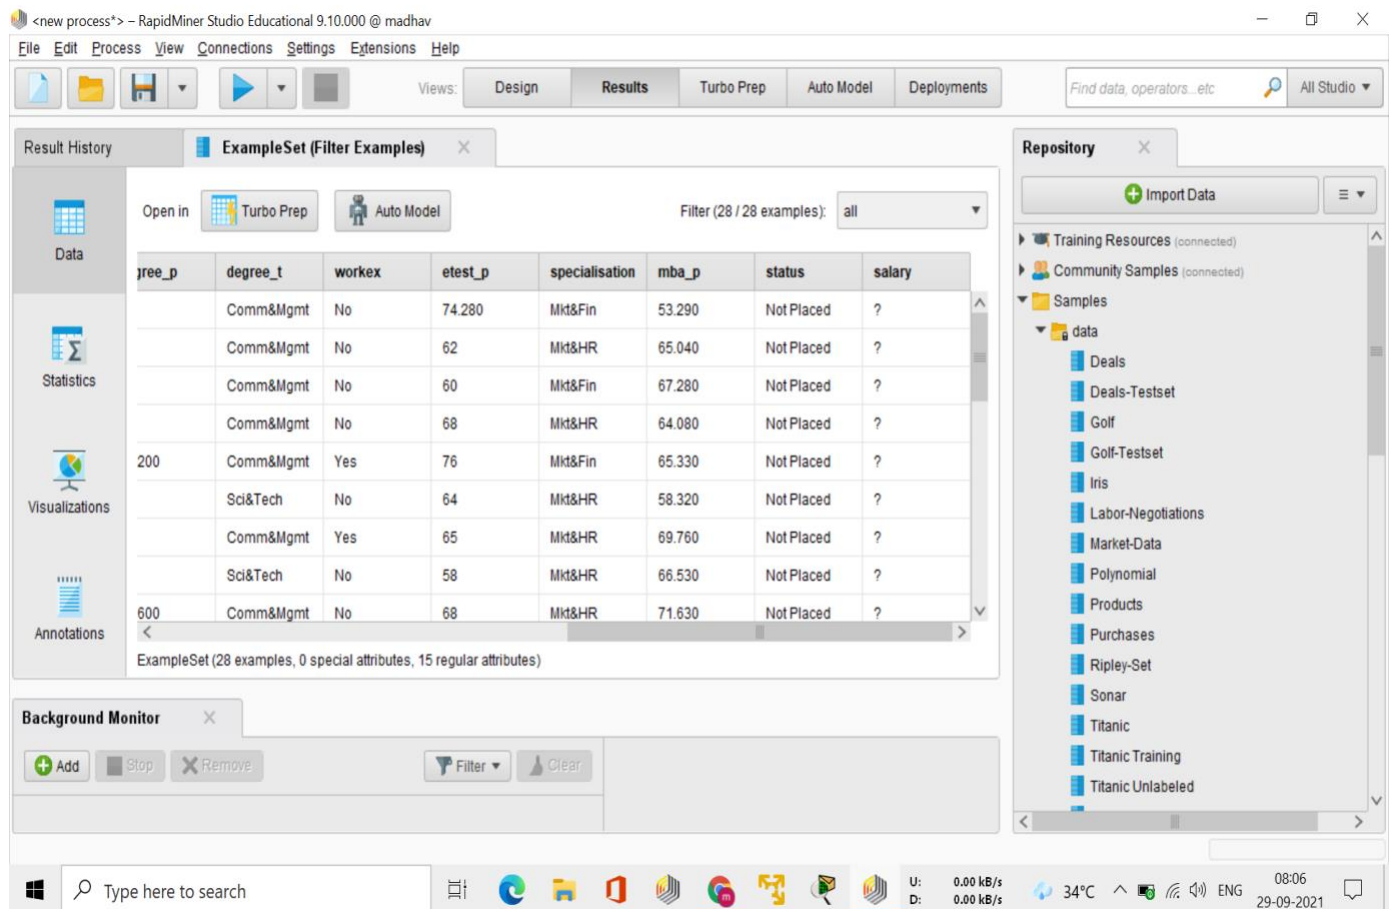 <new process*> – RapidMiner Studio Educational 9.10.000 @ madhav
File Edit Process View Connections Settings Extensions Help
Views: Design Results Turbo Prep Auto Model Deployments Find data, operators...etc All Studio
Result History ExampleSet (Filter Examples)
Open in Turbo Prep Auto Model Filter (28 / 28 examples): all
Data
Statistics
Visualizations
Annotations
gree_p degree_t workex etest_p specialisation mba_p status salary
Comm&Mgmt No 74.280 Mkt&Fin 53.290 Not Placed ?
Comm&Mgmt No 62 Mkt&HR 65.040 Not Placed ?
Comm&Mgmt No 60 Mkt&Fin 67.280 Not Placed ?
Comm&Mgmt No 68 Mkt&HR 64.080 Not Placed ?
200 Comm&Mgmt Yes 76 Mkt&Fin 65.330 Not Placed ?
Sci&Tech No 64 Mkt&HR 58.320 Not Placed ?
Comm&Mgmt Yes 65 Mkt&HR 69.760 Not Placed ?
Sci&Tech No 58 Mkt&HR 66.530 Not Placed ?
600 Comm&Mgmt No 68 Mkt&HR 71.630 Not Placed ?
ExampleSet (28 examples, 0 special attributes, 15 regular attributes)
Background Monitor
Add Stop Remove Filter Clear
Repository
Import Data
Training Resources (connected)
Community Samples (connected)
Samples
data
Deals
Deals-Testset
Golf
Golf-Testset
Iris
Labor-Negotiations
Market-Data
Polynomial
Products
Purchases
Ripley-Set
Sonar
Titanic
Titanic Training
Titanic Unlabeled
Type here to search
U: 0.00 kB/s
D: 0.00 kB/s
34°C ENG
08:06
29-09-2021